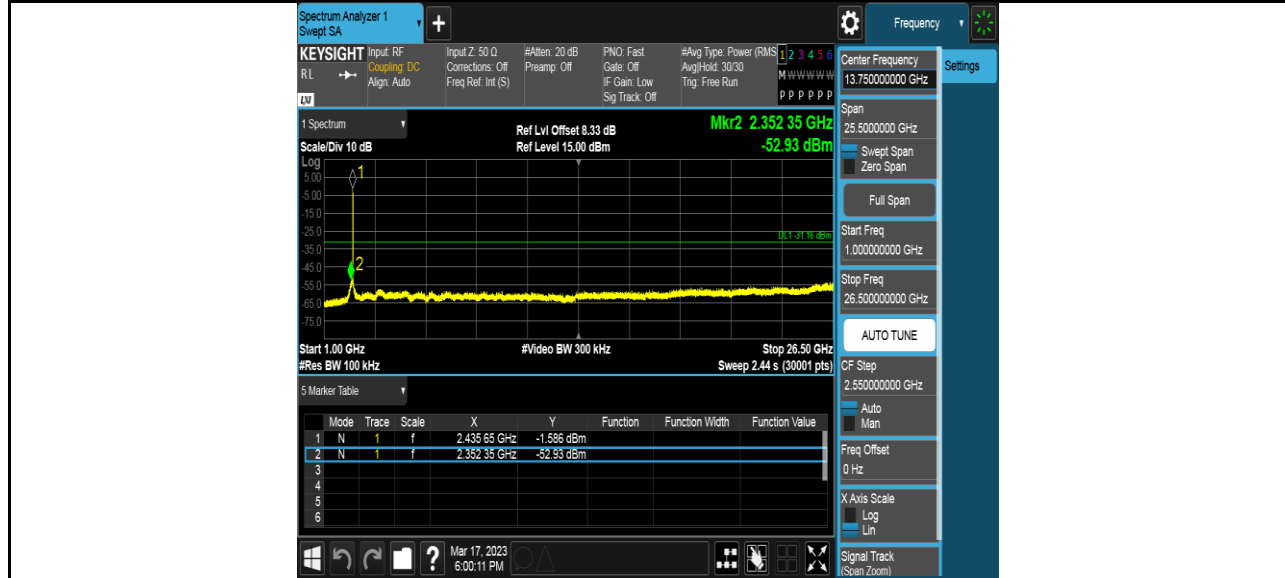 Spectrum Analyzer 1
Swept SA
+
Frequency
KEYSIGHT
RL
LXI
Input: RF
Coupling: DC
Align: Auto
Input Z: 50 Ω
Corrections: Off
Freq Ref: Int (S)
#Atten: 20 dB
Preamp: Off
PNO: Fast
Gate: Off
IF Gain: Low
Sig Track: Off
#Avg Type: Power (RMS
Avg|Hold: 30/30
Trig: Free Run
1 2 3 4 5 6
M W W W W W
P P P P P P
1 Spectrum
Scale/Div 10 dB
Ref Lvl Offset 8.33 dB
Ref Level 15.00 dBm
Mkr2 2.352 35 GHz
-52.93 dBm
Log
5.00
-5.00
-15.0
-25.0
-35.0
-45.0
-55.0
-65.0
-75.0
1
2
DL1 -31.16 dBm
Start 1.00 GHz
#Video BW 300 kHz
Stop 26.50 GHz
#Res BW 100 kHz
Sweep 2.44 s (30001 pts)
5 Marker Table
Mode Trace Scale X Y Function Function Width Function Value
1 N 1 f 2.435 65 GHz -1.586 dBm
2 N 1 f 2.352 35 GHz -52.93 dBm
3
4
5
6
?
Mar 17, 2023
6:00:11 PM
Center Frequency
13.750000000 GHz
Settings
Span
25.5000000 GHz
Swept Span
Zero Span
Full Span
Start Freq
1.000000000 GHz
Stop Freq
26.500000000 GHz
AUTO TUNE
CF Step
2.550000000 GHz
Auto
Man
Freq Offset
0 Hz
X Axis Scale
Log
Lin
Signal Track
(Span Zoom)